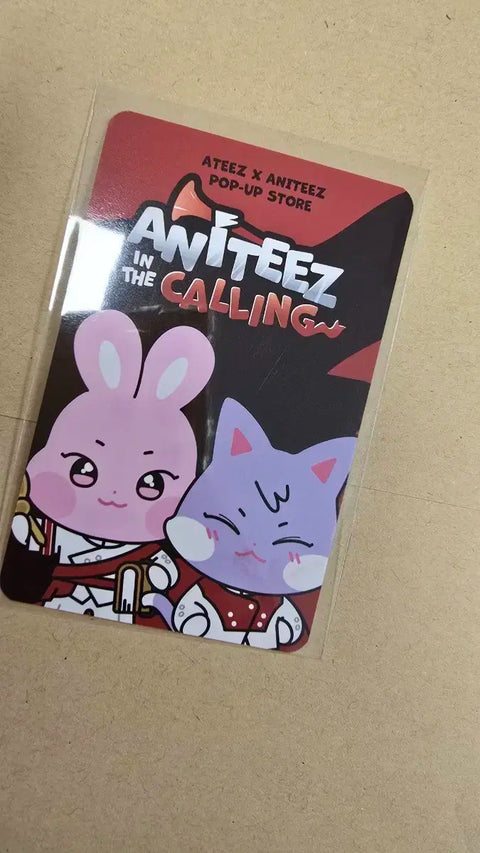 ATEEZ X ANITEEZ
POP-UP STORE
ANITEEZ
IN
THE
CALLING